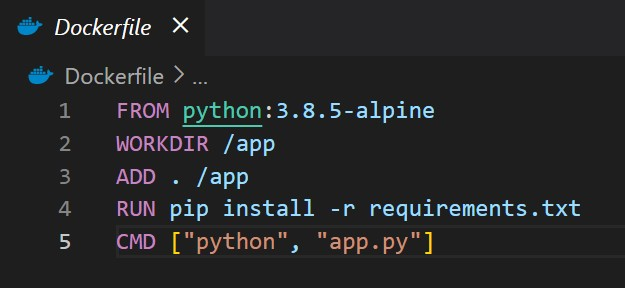 Dockerfile ×
Dockerfile > ...
1 FROM python:3.8.5-alpine
2 WORKDIR /app
3 ADD . /app
4 RUN pip install -r requirements.txt
5 CMD ["python", "app.py"]